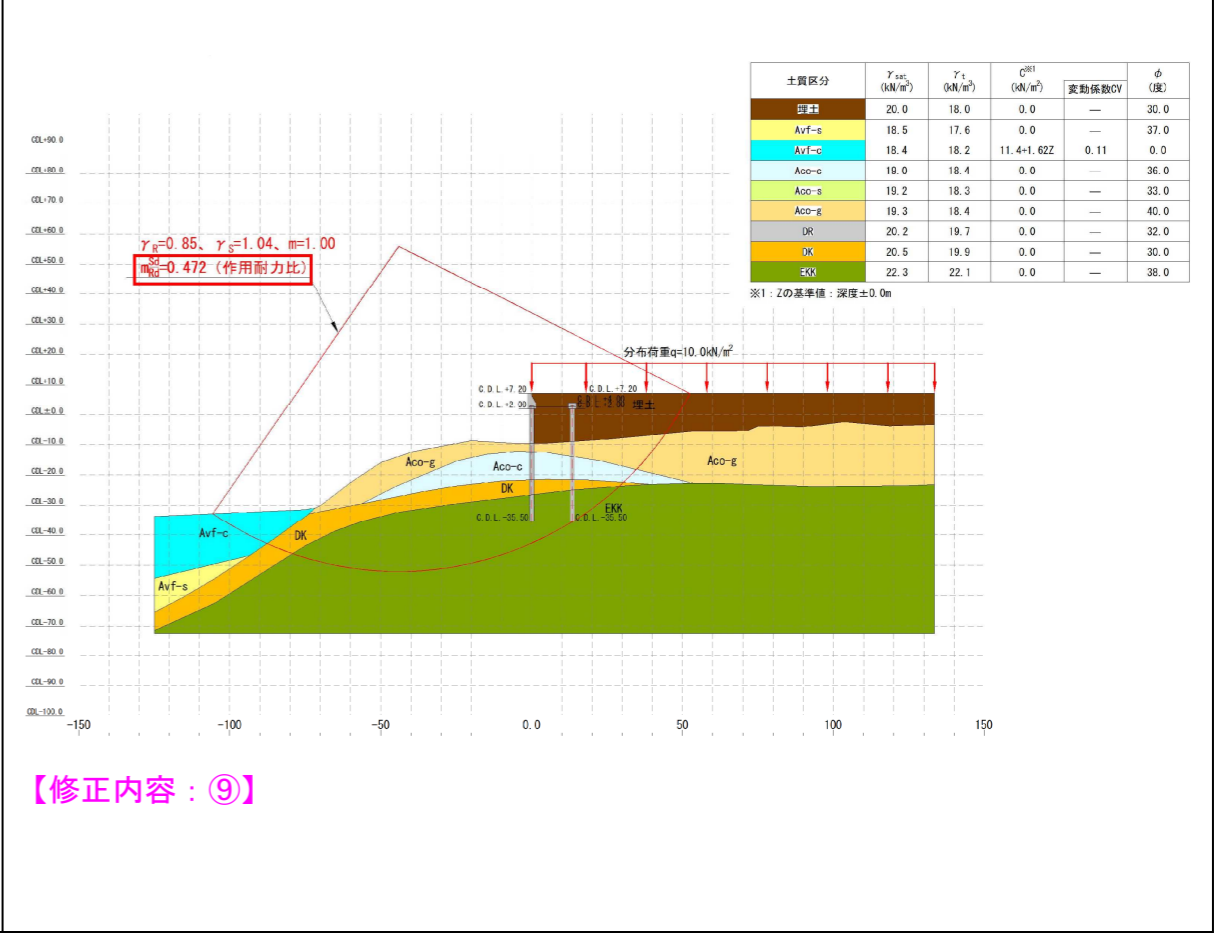 土質区分 γsat (kN/m³) γt (kN/m³) C※1 (kN/m²) 変動係数CV φ (度)
埋土 20.0 18.0 0.0 — 30.0
Avf-s 18.5 17.6 0.0 — 37.0
Avf-c 18.4 18.2 11.4+1.62Z 0.11 0.0
Aco-c 19.0 18.4 0.0 — 36.0
Aco-s 19.2 18.3 0.0 — 33.0
Aco-g 19.3 18.4 0.0 — 40.0
DR 20.2 19.7 0.0 — 32.0
DK 20.5 19.9 0.0 — 30.0
EKK 22.3 22.1 0.0 — 38.0
※1：Zの基準値：深度±0.0m
CDL+90.0
CDL+80.0
CDL+70.0
CDL+60.0
CDL+50.0
CDL+40.0
CDL+30.0
CDL+20.0
CDL+10.0
CDL±0.0
CDL-10.0
CDL-20.0
CDL-30.0
CDL-40.0
CDL-50.0
CDL-60.0
CDL-70.0
CDL-80.0
CDL-90.0
CDL-100.0
γR=0.85、γS=1.04、m=1.00
m Sd/Rd=0.472（作用耐力比）
分布荷重q=10.0kN/m²
C.D.L.+7.20
C.D.L.+7.20
C.D.L.+2.00
埋土
Aco-g
Aco-c
Aco-g
DK
EKK
C.D.L.-35.50
C.D.L.-35.50
Avf-c
DK
Avf-s
-150 -100 -50 0.0 50 100 150
【修正内容：⑨】